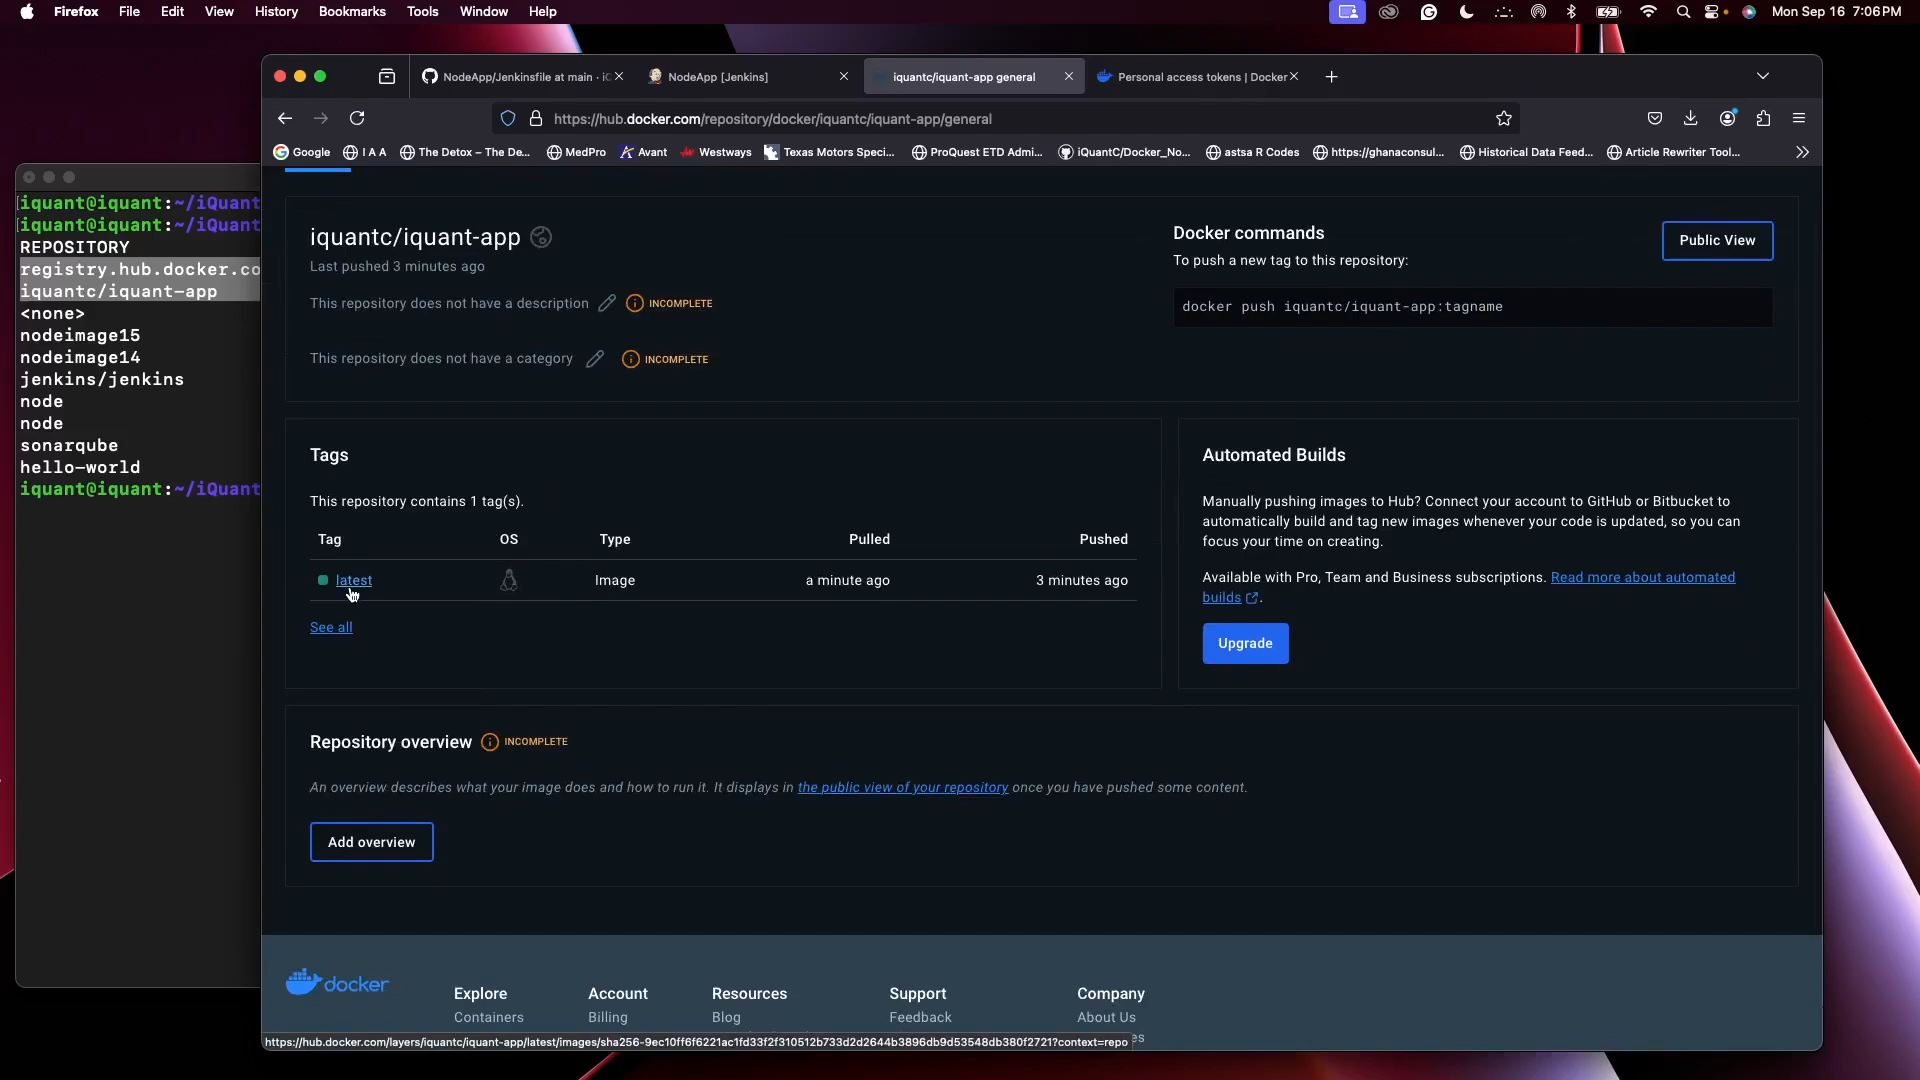 Firefox File Edit View History Bookmarks Tools Window Help
Mon Sep 16 7:06PM
NodeApp/Jenkinsfile at main · iQ
NodeApp [Jenkins]
iquantc/iquant-app general
Personal access tokens | Docker
https://hub.docker.com/repository/docker/iquantc/iquant-app/general
Google
I A A
The Detox – The De...
MedPro
Avant
Westways
Texas Motors Speci...
ProQuest ETD Admi...
iQuantC/Docker_No...
astsa R Codes
https://ghanaconsul...
Historical Data Feed...
Article Rewriter Tool...
iquant@iquant:~/iQuant
iquant@iquant:~/iQuant
REPOSITORY
registry.hub.docker.co
iquantc/iquant-app
<none>
nodeimage15
nodeimage14
jenkins/jenkins
node
node
sonarqube
hello-world
iquant@iquant:~/iQuant
iquantc/iquant-app
Last pushed 3 minutes ago
This repository does not have a description
INCOMPLETE
This repository does not have a category
INCOMPLETE
Docker commands
Public View
To push a new tag to this repository:
docker push iquantc/iquant-app:tagname
Tags
This repository contains 1 tag(s).
Tag OS Type Pulled Pushed
latest Image a minute ago 3 minutes ago
See all
Automated Builds
Manually pushing images to Hub? Connect your account to GitHub or Bitbucket to
automatically build and tag new images whenever your code is updated, so you can
focus your time on creating.
Available with Pro, Team and Business subscriptions. Read more about automated
builds.
Upgrade
Repository overview
INCOMPLETE
An overview describes what your image does and how to run it. It displays in the public view of your repository once you have pushed some content.
Add overview
docker
Explore Account Resources Support Company
Containers Billing Blog Feedback About Us
https://hub.docker.com/layers/iquantc/iquant-app/latest/images/sha256-9ec10ff6f6221ac1fd33f2f310512b733d2d2644b3896db9d53548db380f2721?context=repo